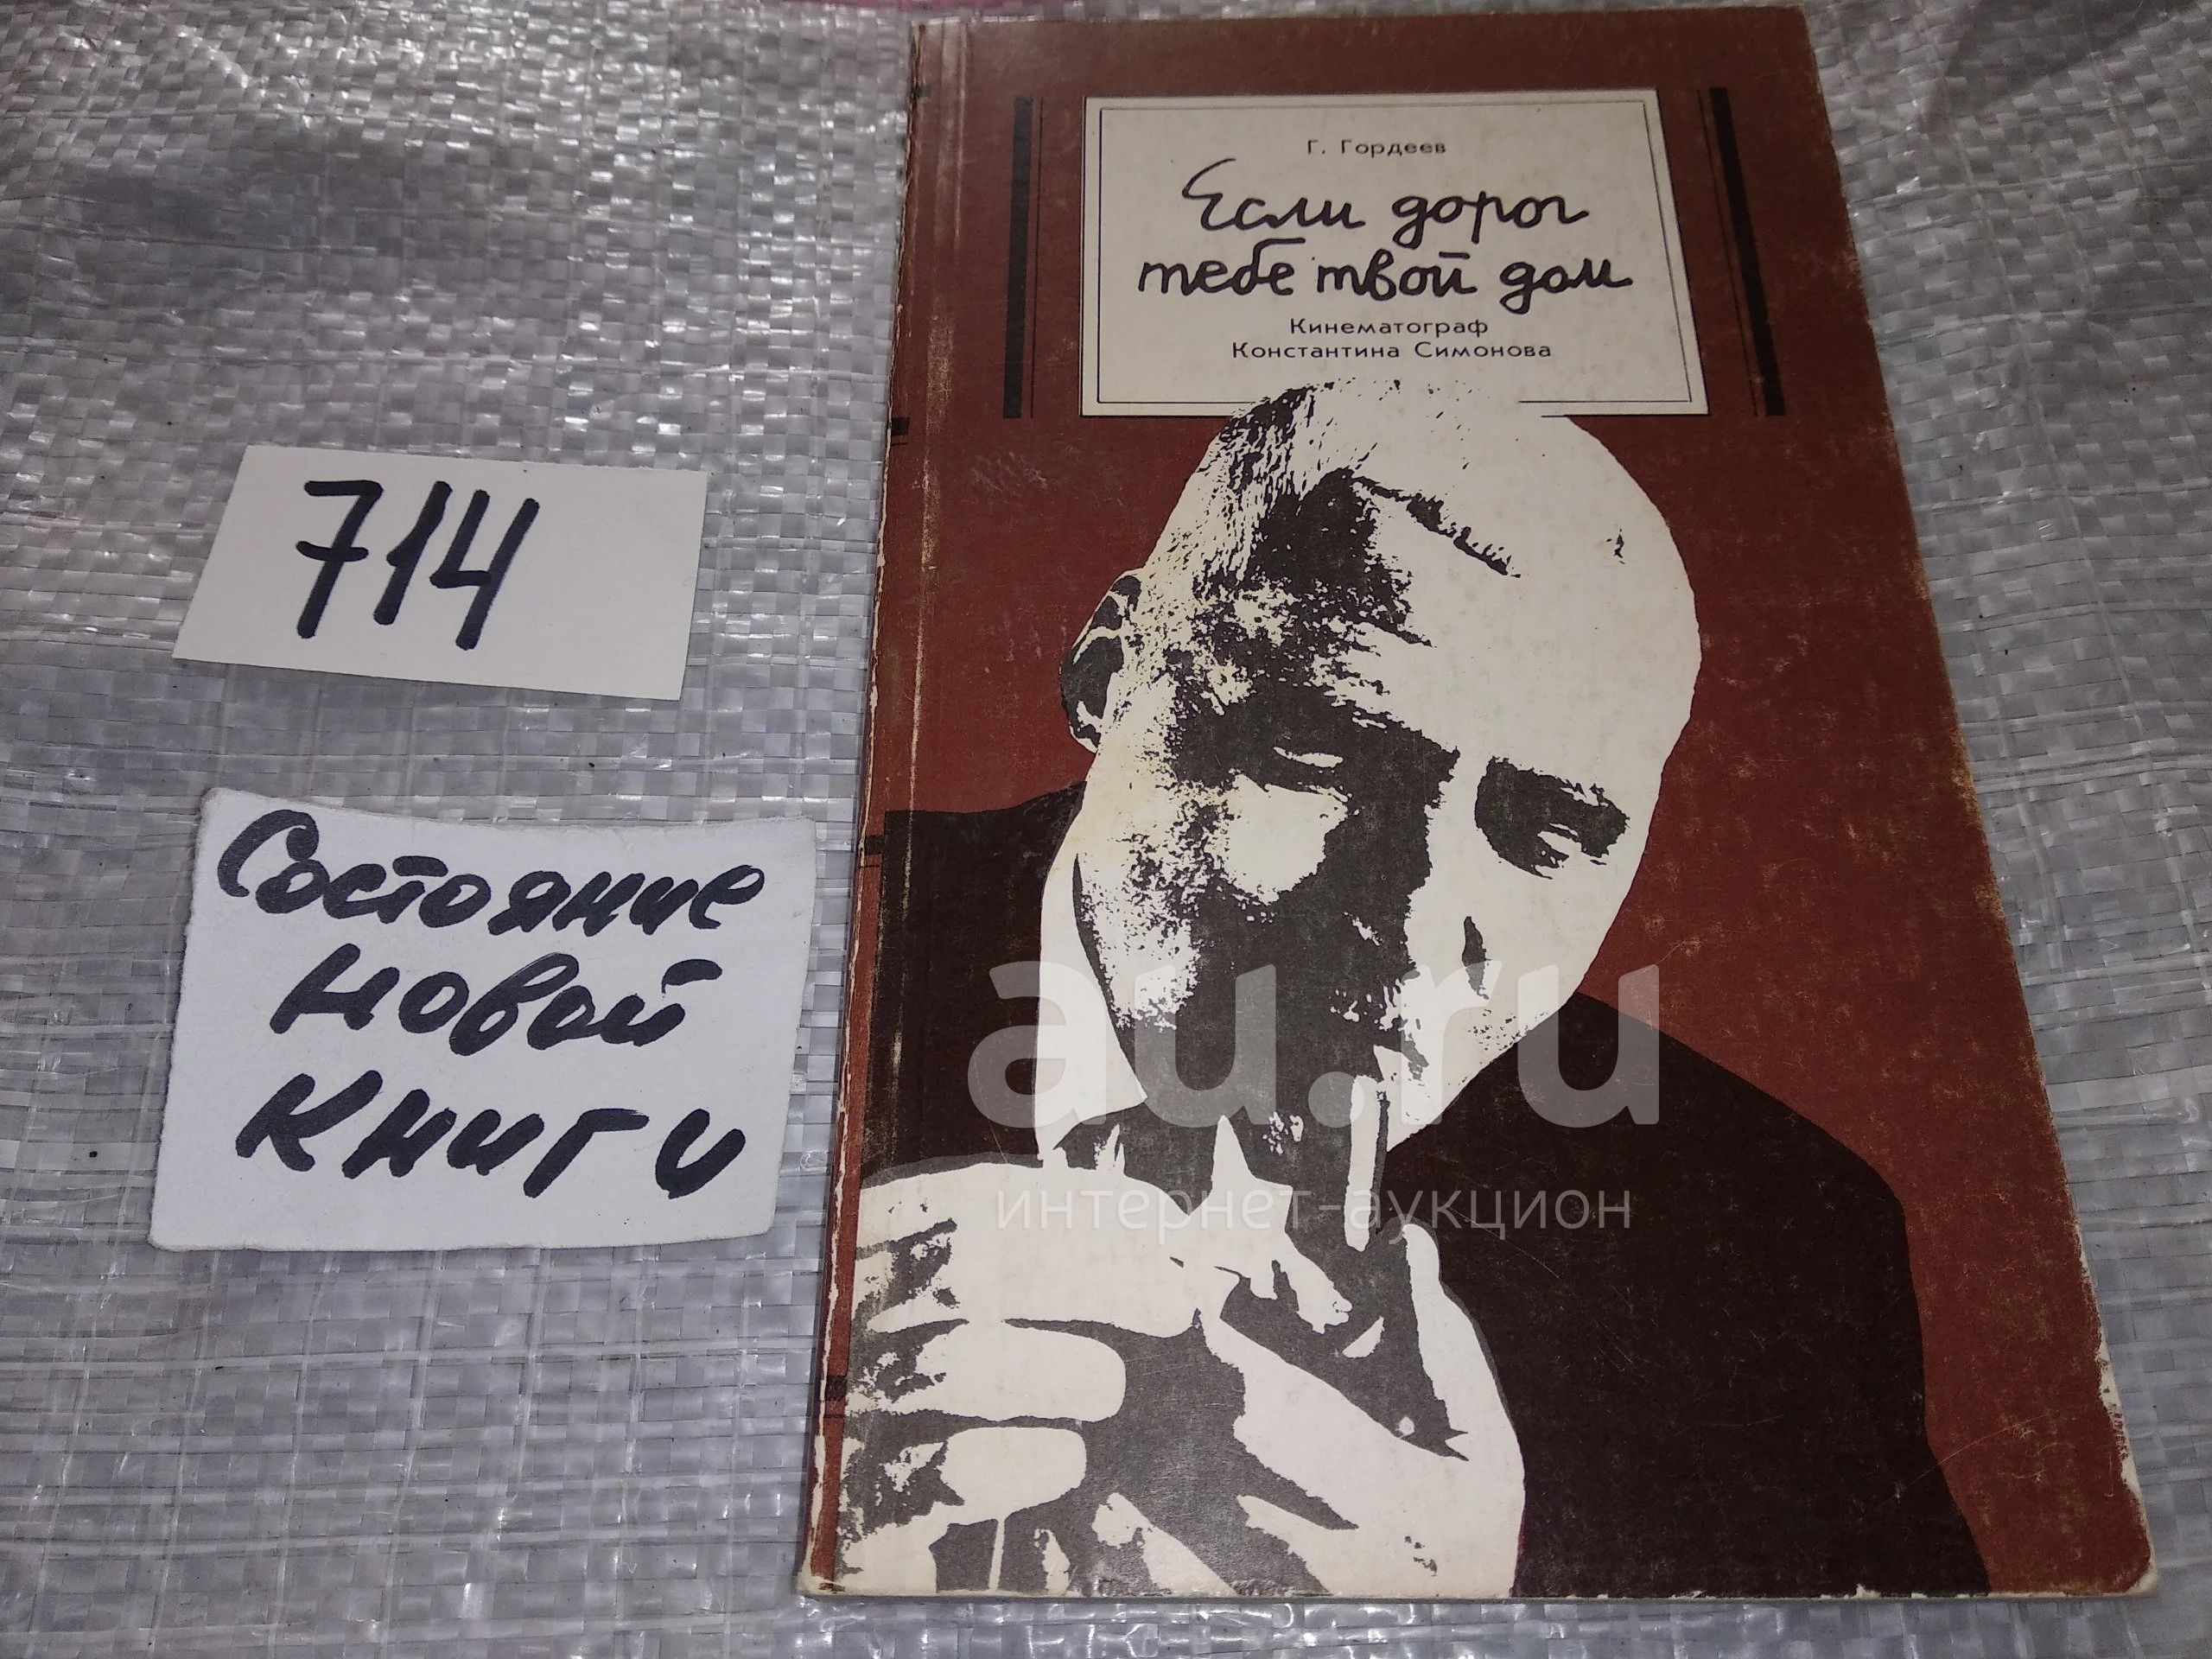 Г. Гордеев
Если дорог
тебе твой дом
Кинематограф
Константина Симонова
714
Состояние
новой
книги
au.ru
интернет-аукцион